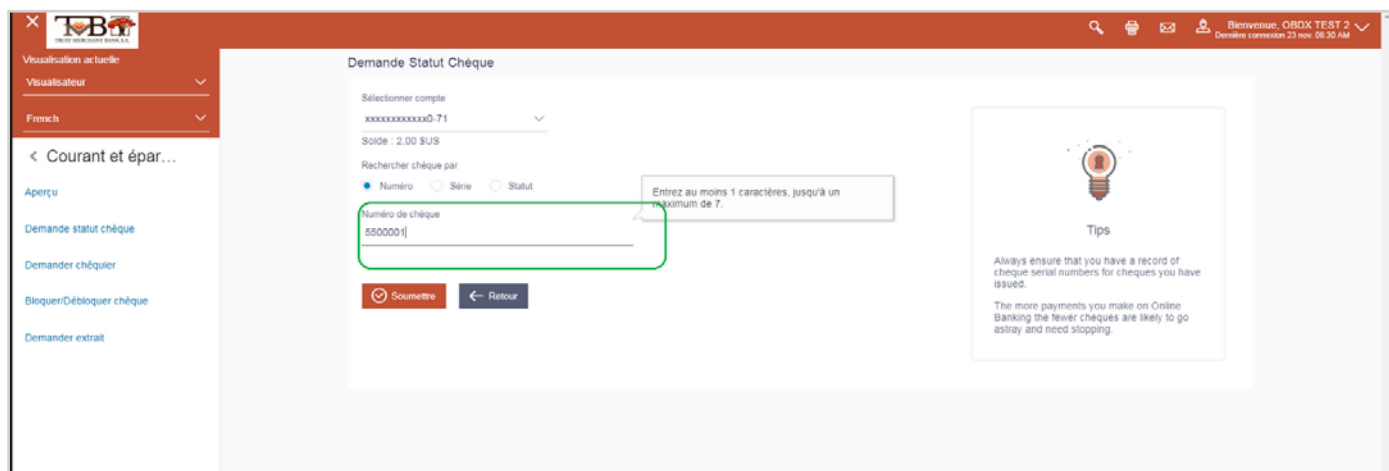 TMB
TRUST MERCHANT BANK S.A.
Bienvenue, OBDX TEST 2
Dernière connexion 23 nov. 08:30 AM
Visualisation actuelle
Visualisateur
French
Courant et épar...
Aperçu
Demande statut chèque
Demander chéquier
Bloquer/Débloquer chèque
Demander extrait
Demande Statut Chèque
Sélectionner compte
xxxxxxxxxxxx0-71
Solde : 2,00 $US
Rechercher chèque par
Numéro Série Statut
Numéro de chèque
5500001
Entrez au moins 1 caractères, jusqu'à un
maximum de 7.
Soumettre Retour
Tips
Always ensure that you have a record of
cheque serial numbers for cheques you have
issued.
The more payments you make on Online
Banking the fewer cheques are likely to go
astray and need stopping.